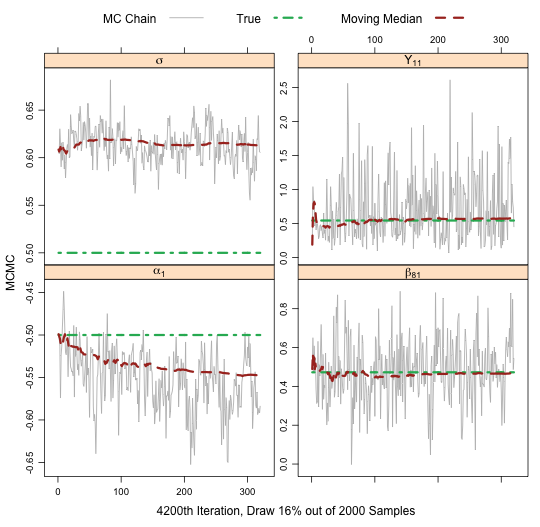 MC Chain True Moving Median
0 100 200 300
σ Υ₁₁
0.50 0.55 0.60 0.65
0.0 0.5 1.0 1.5 2.0 2.5
MCMC
α₁ β₈₁
-0.65 -0.60 -0.55 -0.50 -0.45
0.0 0.2 0.4 0.6 0.8
0 100 200 300
4200th Iteration, Draw 16% out of 2000 Samples